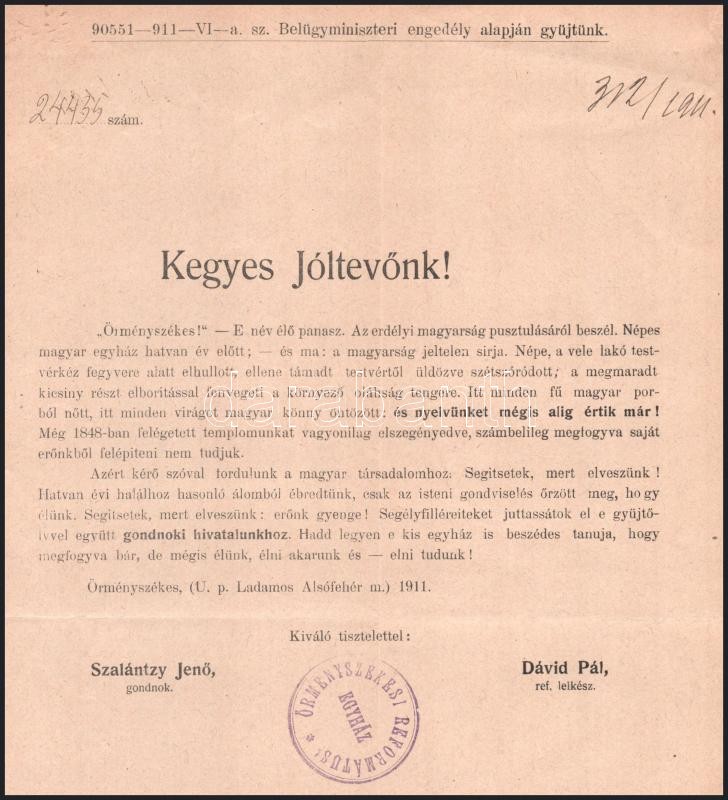 90551—911—VI—a. sz. Belügyminiszteri engedély alapján gyüjtünk.
24455 szám.
312/1911.
Kegyes Jóltevőnk!
„Örményszékes!“ — E név élő panasz. Az erdélyi magyarság pusztulásáról beszél. Népes
magyar egyház hatvan év előtt; — és ma: a magyarság jeltelen sirja. Népe, a vele lakó test-
vérkéz fegyvere alatt elhullott, ellene támadt testvértől üldözve szétszóródott; a megmaradt
kicsiny részt elboritással fenyegeti a környező oláhság tengere. Itt minden fű magyar por-
ból nőtt, itt minden virágot magyar könny öntözött: és nyelvünket mégis alig értik már!
Még 1848-ban felégetett templomunkat vagyonilag elszegényedve, számbelileg megfogyva saját
erőnkből felépiteni nem tudjuk.
Azért kérő szóval fordulunk a magyar társadalomhoz: Segitsetek, mert elveszünk!
Hatvan évi halálhoz hasonló álomból ébredtünk, csak az isteni gondviselés őrzött meg, hogy
élünk. Segitsetek, mert elveszünk: erőnk gyenge! Segélyfilléreiteket juttassátok el e gyüjtő-
ivvel együtt gondnoki hivatalunkhoz. Hadd legyen e kis egyház is beszédes tanuja, hogy
megfogyva bár, de mégis élünk, élni akarunk és — élni tudunk!
Örményszékes, (U. p. Ladamos Alsófehér m.) 1911.
Kiváló tisztelettel:
Szalántzy Jenő,
gondnok.
Dávid Pál,
ref. lelkész.
ÖRMÉNYSZÉKESI REFORMÁTUS
EGYHÁZ
darabanth